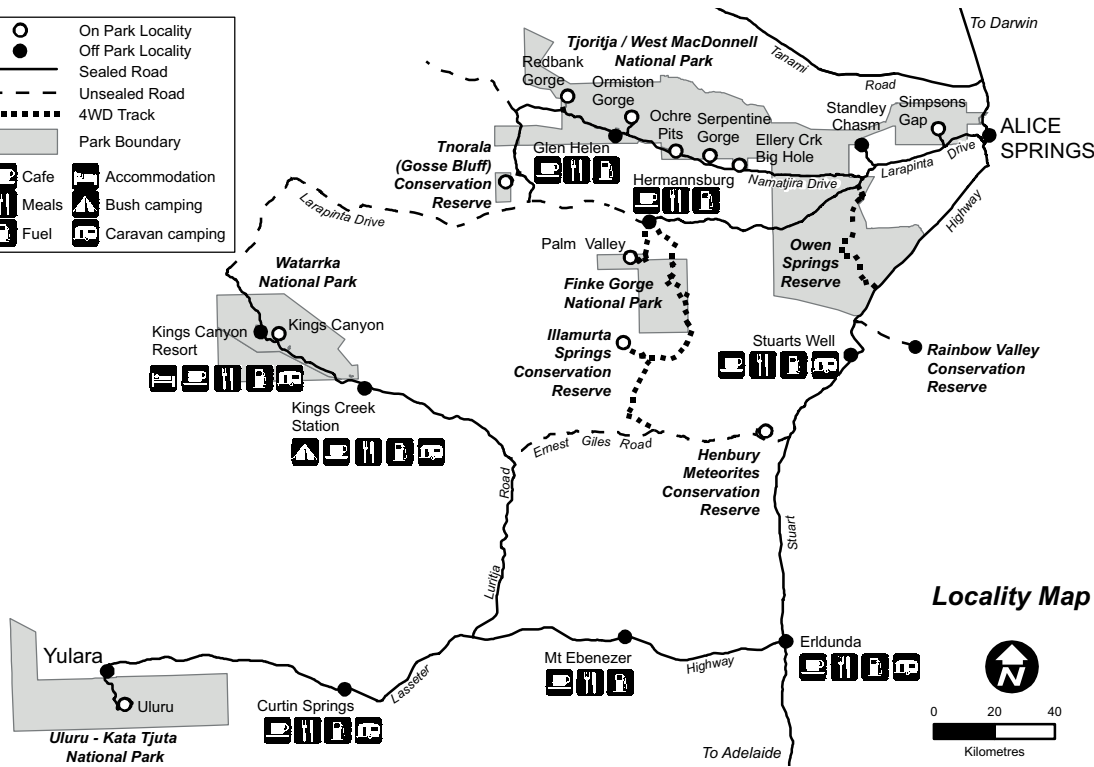 On Park Locality
Off Park Locality
Sealed Road
Unsealed Road
4WD Track
Park Boundary
Cafe
Accommodation
Meals
Bush camping
Fuel
Caravan camping
To Darwin
Tanami
Road
Tjoritja / West MacDonnell
National Park
Redbank
Gorge
Ormiston
Gorge
Ochre
Pits
Serpentine
Gorge
Ellery Crk
Big Hole
Standley
Chasm
Simpsons
Gap
ALICE
SPRINGS
Larapinta
Drive
Namatjira Drive
Highway
Glen Helen
Tnorala
(Gosse Bluff)
Conservation
Reserve
Hermannsburg
Larapinta Drive
Palm Valley
Finke Gorge
National Park
Owen
Springs
Reserve
Watarrka
National Park
Kings Canyon
Resort
Kings Canyon
Illamurta
Springs
Conservation
Reserve
Stuarts Well
Rainbow Valley
Conservation
Reserve
Kings Creek
Station
Ernest Giles Road
Henbury
Meteorites
Conservation
Reserve
Road
Luritja
Stuart
Locality Map
N
0 20 40
Kilometres
Yulara
Uluru
Uluru - Kata Tjuta
National Park
Curtin Springs
Lasseter
Mt Ebenezer
Highway
Erldunda
To Adelaide